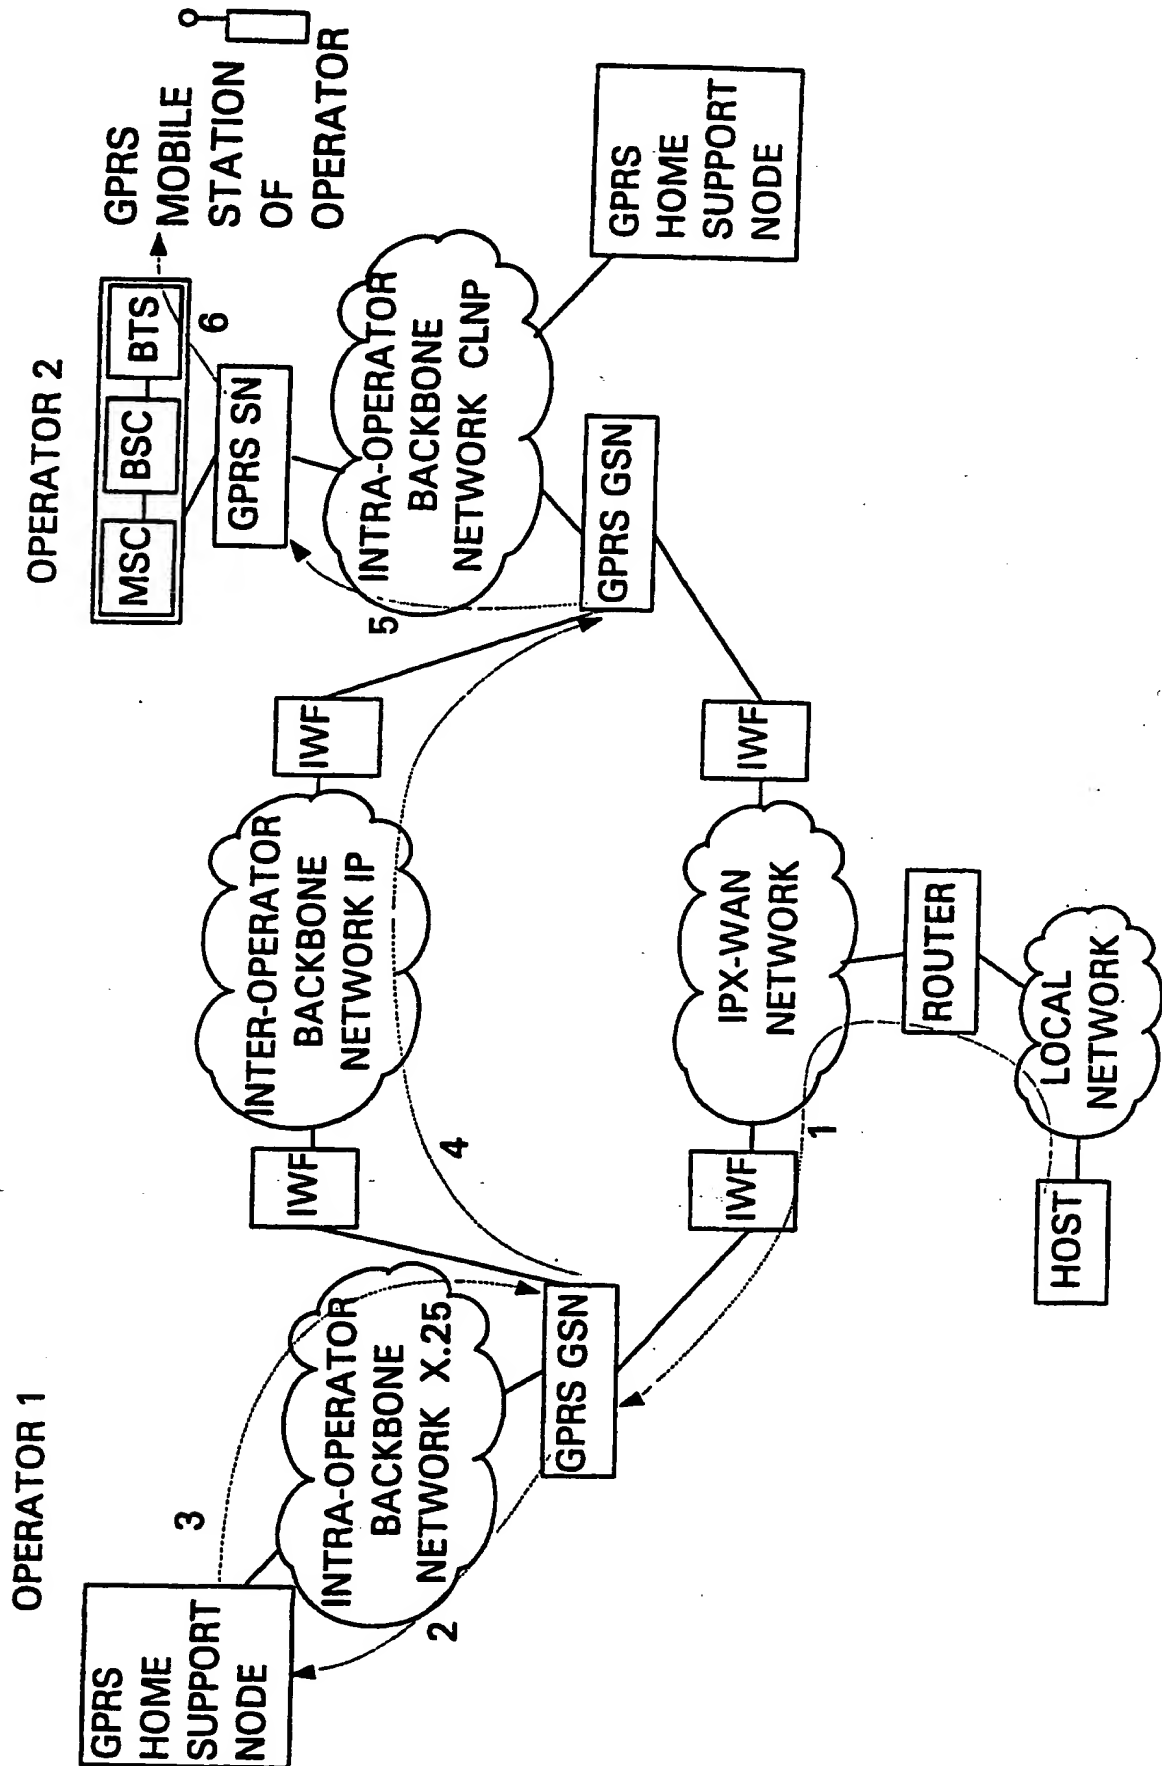 OPERATOR 1
OPERATOR 2
GPRS
HOME
SUPPORT
NODE
3
2
INTRA-OPERATOR
BACKBONE
NETWORK X.25
GPRS GSN
IWF
INTER-OPERATOR
BACKBONE
NETWORK IP
IWF
4
5
MSC
BSC
BTS
6
GPRS SN
GPRS
MOBILE
STATION
OF
OPERATOR
INTRA-OPERATOR
BACKBONE
NETWORK CLNP
GPRS GSN
GPRS
HOME
SUPPORT
NODE
IWF
1
IPX-WAN
NETWORK
IWF
ROUTER
LOCAL
NETWORK
HOST